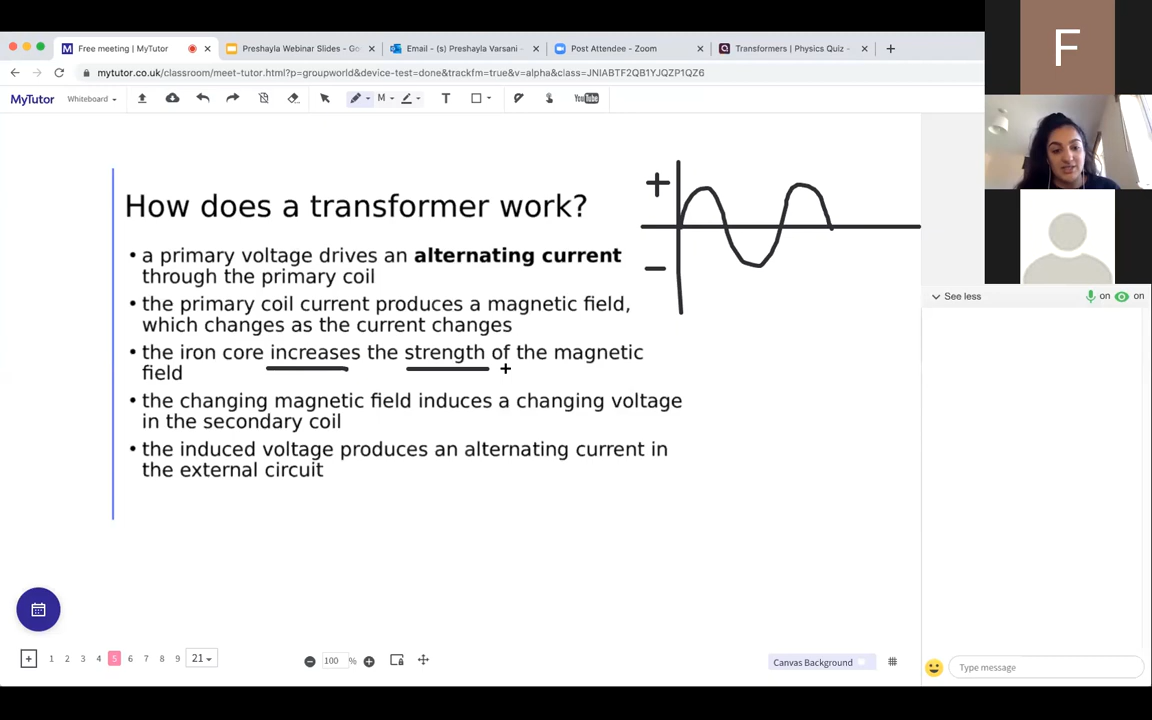 Free meeting | MyTutor
Preshayla Webinar Slides - Go
Email - (s) Preshayla Varsani -
Post Attendee - Zoom
Transformers | Physics Quiz -
mytutor.co.uk/classroom/meet-tutor.html?p=groupworld&device-test=done&trackfm=true&v=alpha&class=JNIABTF2QB1YJQZP1QZ6
MyTutor
Whiteboard
M
T
YouTube
F
+
−
How does a transformer work?
• a primary voltage drives an alternating current
through the primary coil
• the primary coil current produces a magnetic field,
which changes as the current changes
• the iron core increases the strength of the magnetic
field
• the changing magnetic field induces a changing voltage
in the secondary coil
• the induced voltage produces an alternating current in
the external circuit
See less
on
on
1 2 3 4 5 6 7 8 9 21
100 %
Canvas Background
Type message